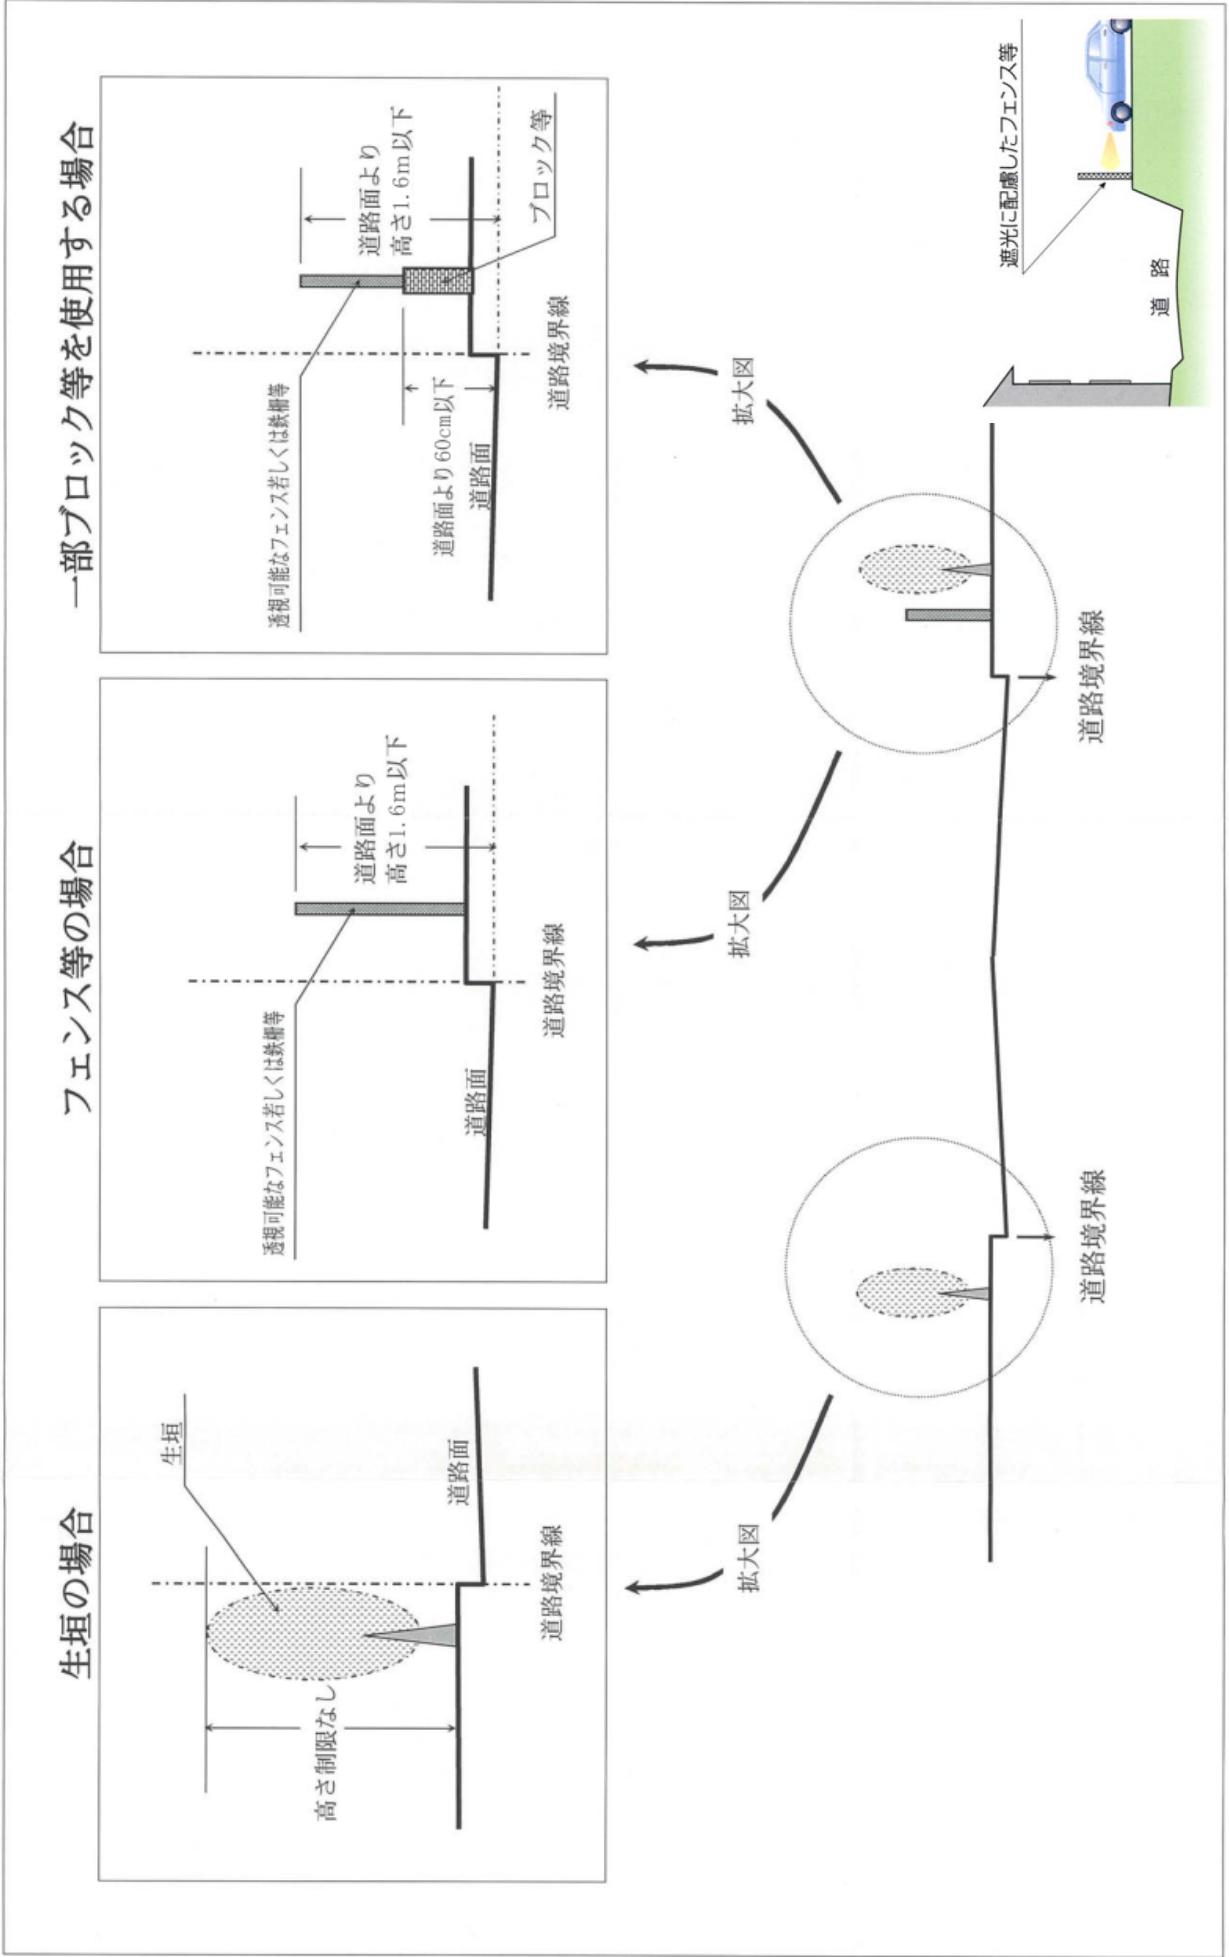 生垣の場合
生垣
高さ制限なし
道路面
道路境界線
フェンス等の場合
透視可能なフェンス若しくは鉄柵等
道路面より
高さ1.6m以下
道路面
道路境界線
一部ブロック等を使用する場合
透視可能なフェンス若しくは鉄柵等
道路面より
高さ1.6m以下
道路面より60cm以下
道路面
ブロック等
道路境界線
拡大図
拡大図
拡大図
道路境界線
道路境界線
遮光に配慮したフェンス等
道 路